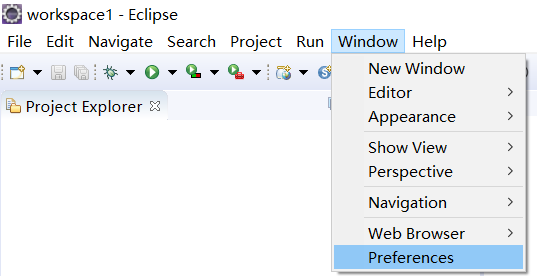 workspace1 - Eclipse
File Edit Navigate Search Project Run Window Help
Project Explorer
New Window
Editor
Appearance
Show View
Perspective
Navigation
Web Browser
Preferences